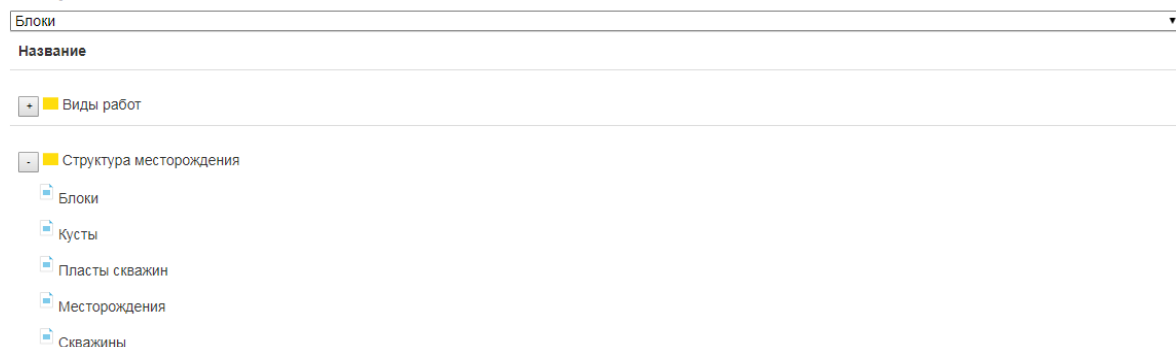 Блоки
Название
+ Виды работ
- Структура месторождения
Блоки
Кусты
Пласты скважин
Месторождения
Скважины